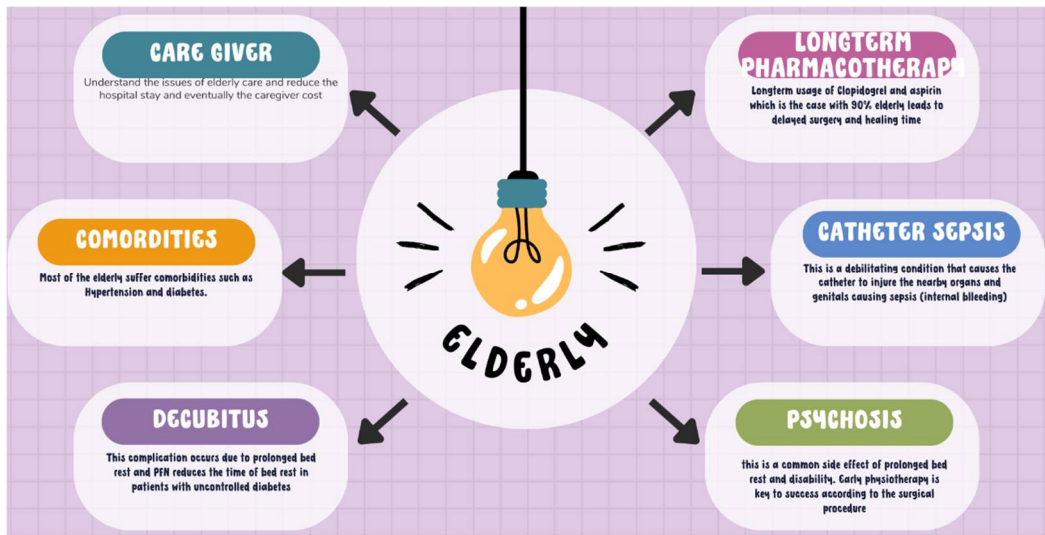 CARE GIVER
Understand the issues of elderly care and reduce the
hospital stay and eventually the caregiver cost
LONGTERM
PHARMACOTHERAPY
Longterm usage of Clopidogrel and aspirin
which is the case with 90% elderly leads to
delayed surgery and healing time
COMORDITIES
Most of the elderly suffer comorbidities such as
Hypertension and diabetes.
CATHETER SEPSIS
This is a debilitating condition that causes the
catheter to injure the nearby organs and
genitals causing sepsis (internal blleeding)
ELDERLY
DECUBITUS
This complication occurs due to prolonged bed
rest and PFN reduces the time of bed rest in
patients with uncontrolled diabetes
PSYCHOSIS
this is a common side effect of prolonged bed
rest and disability. Early physiotherapy is
key to success according to the surgical
procedure